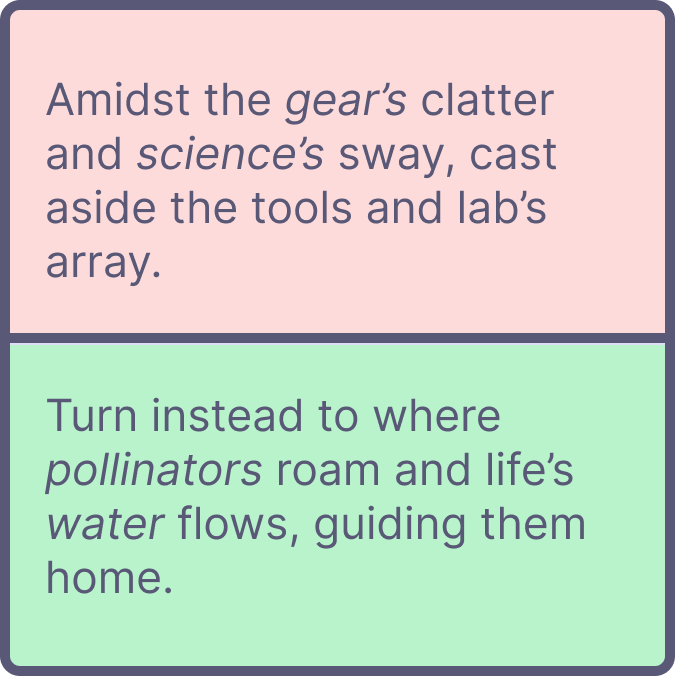 Amidst the gear’s clatter
and science’s sway, cast
aside the tools and lab’s
array.
Turn instead to where
pollinators roam and life’s
water flows, guiding them
home.